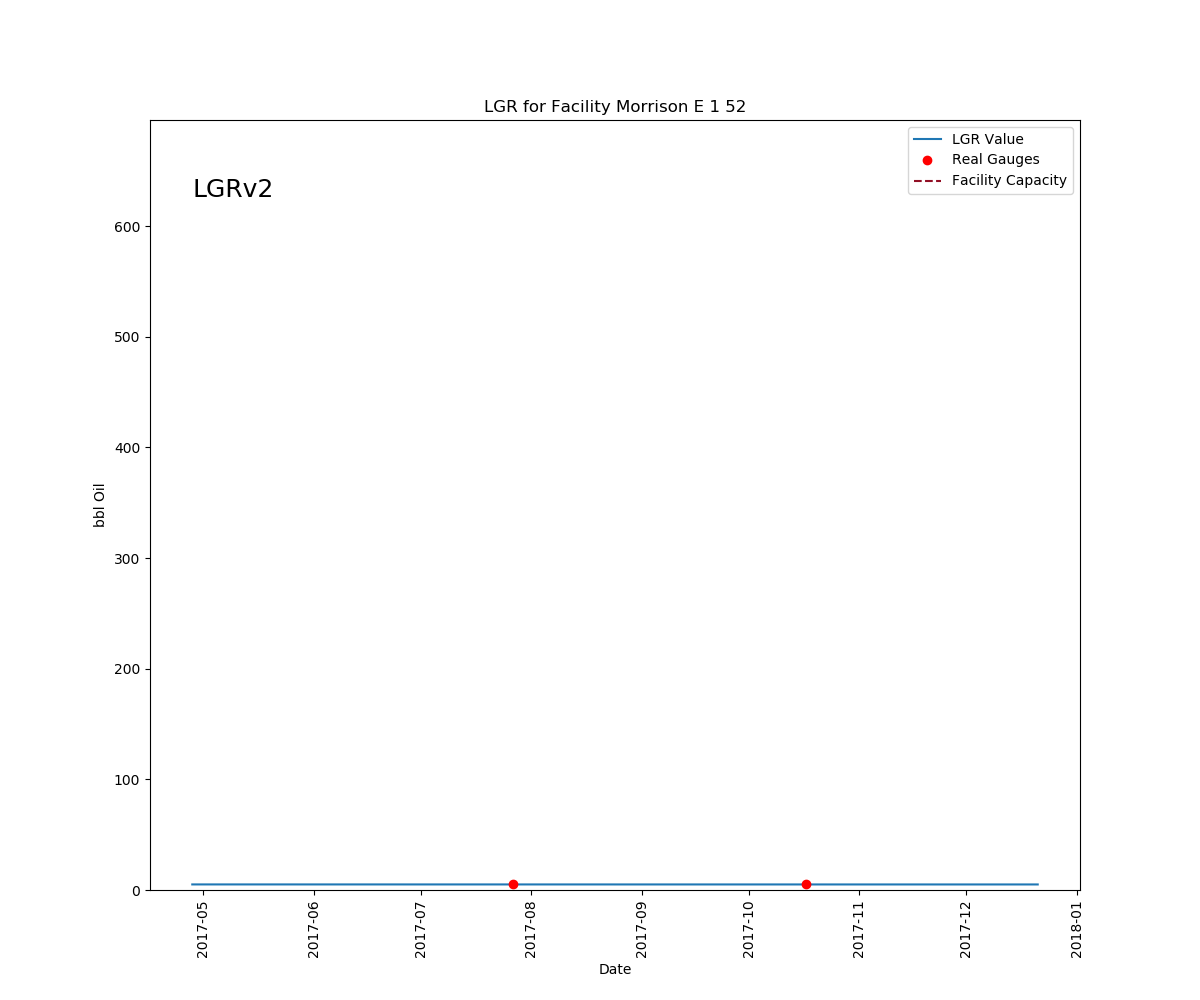 LGR for Facility Morrison E 1 52
LGRv2
LGR Value
Real Gauges
Facility Capacity
bbl Oil
600
500
400
300
200
100
0
2017-05
2017-06
2017-07
2017-08
2017-09
2017-10
2017-11
2017-12
2018-01
Date